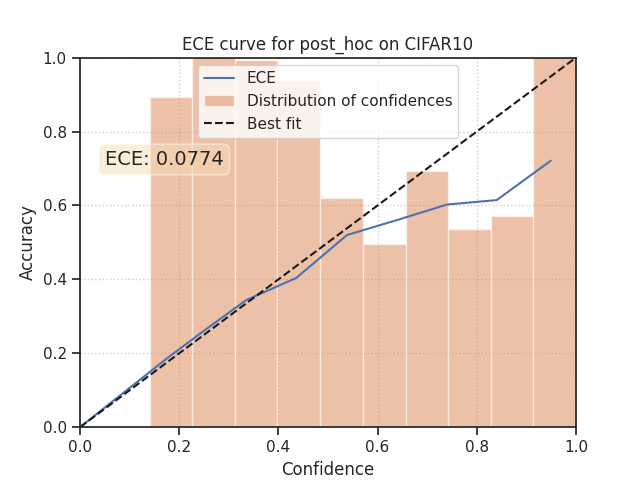 ECE curve for post_hoc on CIFAR10
1.0
0.8
0.6
0.4
0.2
0.0
Accuracy
ECE
Distribution of confidences
Best fit
ECE: 0.0774
0.0 0.2 0.4 0.6 0.8 1.0
Confidence